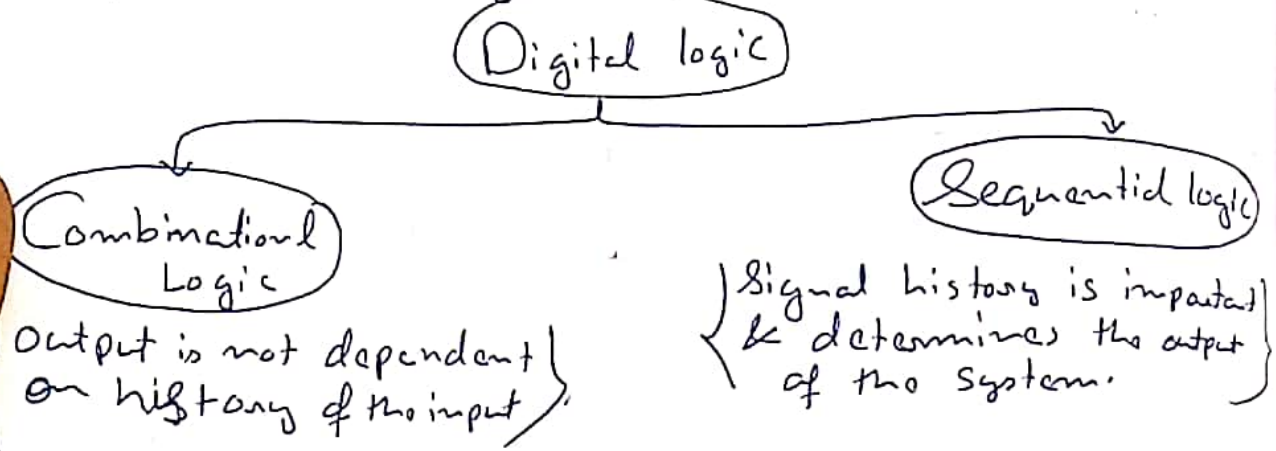 Digital logic
Combinational
Logic
Sequential logic
Output is not dependent
on history of the input
Signal history is important
& determines the output
of the system.